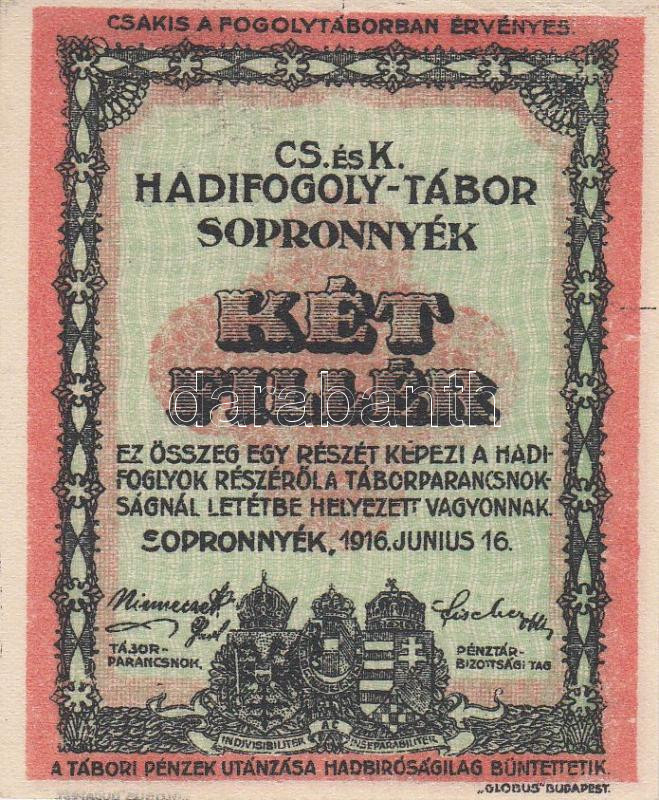 CSAKIS A FOGOLYTÁBORBAN ÉRVÉNYES.
CS. ÉS K.
HADIFOGOLY-TÁBOR
SOPRONNYÉK
KÉT
FILLÉR
darabanth
EZ ÖSSZEG EGY RÉSZÉT KÉPEZI A HADI-
FOGLYOK RÉSZÉRŐL A TÁBORPARANCSNOK-
SÁGNÁL LETÉTBE HELYEZETT VAGYONNAK.
SOPRONNYÉK, 1916. JUNIUS 16.
TÁBOR-
PARANCSNOK.
PÉNZTÁR-
BIZOTTSÁGI TAG
INDIVISIBILITER AC INSEPARABILITER
A TÁBORI PÉNZEK UTÁNZÁSA HADBIRÓSÁGILAG BÜNTETTETIK.
„GLOBUS" BUDAPEST.